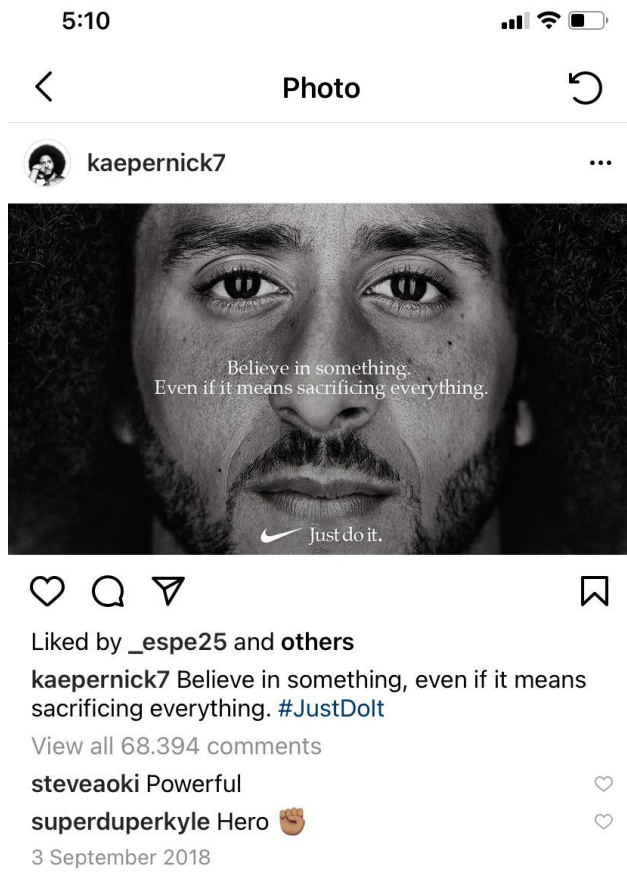 5:10
Photo
kaepernick7
Believe in something.
Even if it means sacrificing everything.
Just do it.
Liked by _espe25 and others
kaepernick7 Believe in something, even if it means
sacrificing everything. #JustDoIt
View all 68.394 comments
steveaoki Powerful
superduperkyle Hero ✊🏽
3 September 2018